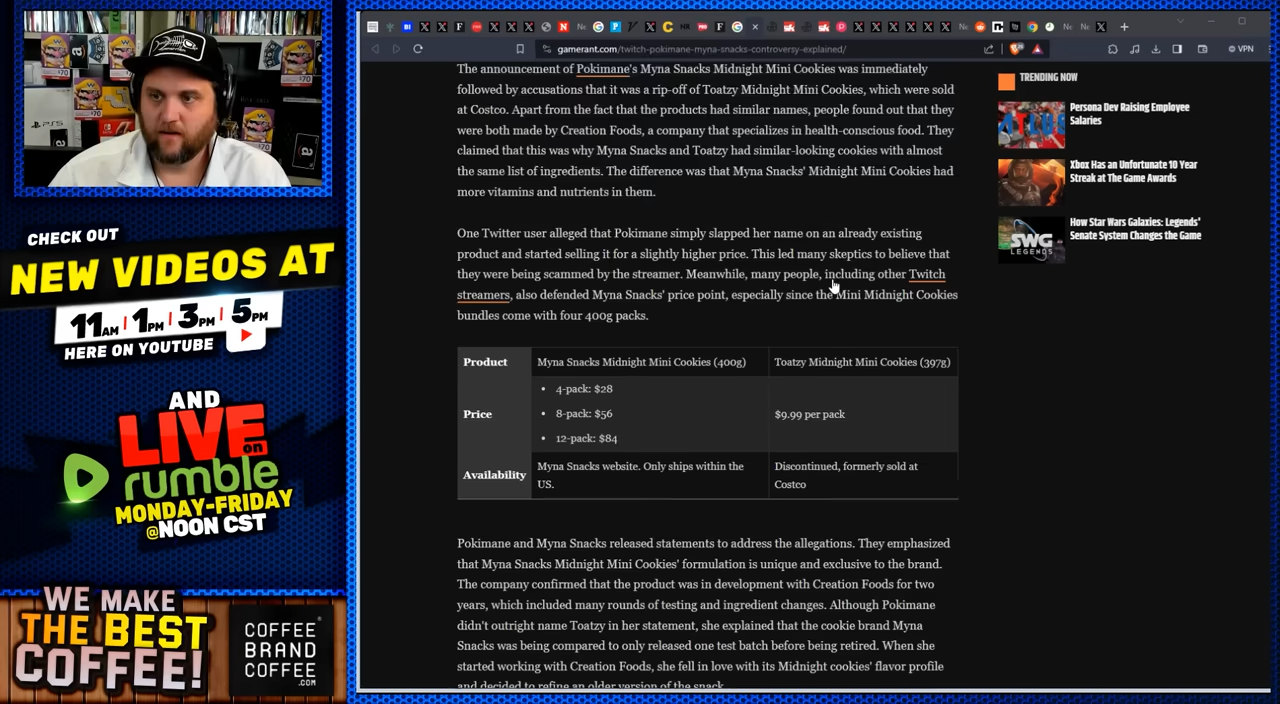 CHECK OUT
NEW VIDEOS AT
11AM | 1PM | 3PM | 5PM
HERE ON YOUTUBE
AND
LIVE on
rumble
MONDAY-FRIDAY
@NOON CST
WE MAKE
THE BEST
COFFEE!
COFFEE
BRAND
COFFEE
.COM
gamerant.com/twitch-pokimane-myna-snacks-controversy-explained/
VPN
The announcement of Pokimane's Myna Snacks Midnight Mini Cookies was immediately
followed by accusations that it was a rip-off of Toatzy Midnight Mini Cookies, which were sold
at Costco. Apart from the fact that the products had similar names, people found out that they
were both made by Creation Foods, a company that specializes in health-conscious food. They
claimed that this was why Myna Snacks and Toatzy had similar-looking cookies with almost
the same list of ingredients. The difference was that Myna Snacks' Midnight Mini Cookies had
more vitamins and nutrients in them.
One Twitter user alleged that Pokimane simply slapped her name on an already existing
product and started selling it for a slightly higher price. This led many skeptics to believe that
they were being scammed by the streamer. Meanwhile, many people, including other Twitch
streamers, also defended Myna Snacks' price point, especially since the Mini Midnight Cookies
bundles come with four 400g packs.
Product Myna Snacks Midnight Mini Cookies (400g) Toatzy Midnight Mini Cookies (397g)
• 4-pack: $28
Price • 8-pack: $56 $9.99 per pack
• 12-pack: $84
Availability Myna Snacks website. Only ships within the
US.
Discontinued, formerly sold at
Costco
Pokimane and Myna Snacks released statements to address the allegations. They emphasized
that Myna Snacks Midnight Mini Cookies' formulation is unique and exclusive to the brand.
The company confirmed that the product was in development with Creation Foods for two
years, which included many rounds of testing and ingredient changes. Although Pokimane
didn't outright name Toatzy in her statement, she explained that the cookie brand Myna
Snacks was being compared to only released one test batch before being retired. When she
started working with Creation Foods, she fell in love with its Midnight cookies' flavor profile
and decided to refine an older version of the snack.
TRENDING NOW
Persona Dev Raising Employee
Salaries
Xbox Has an Unfortunate 10 Year
Streak at The Game Awards
How Star Wars Galaxies: Legends'
Senate System Changes the Game
SWG
LEGENDS